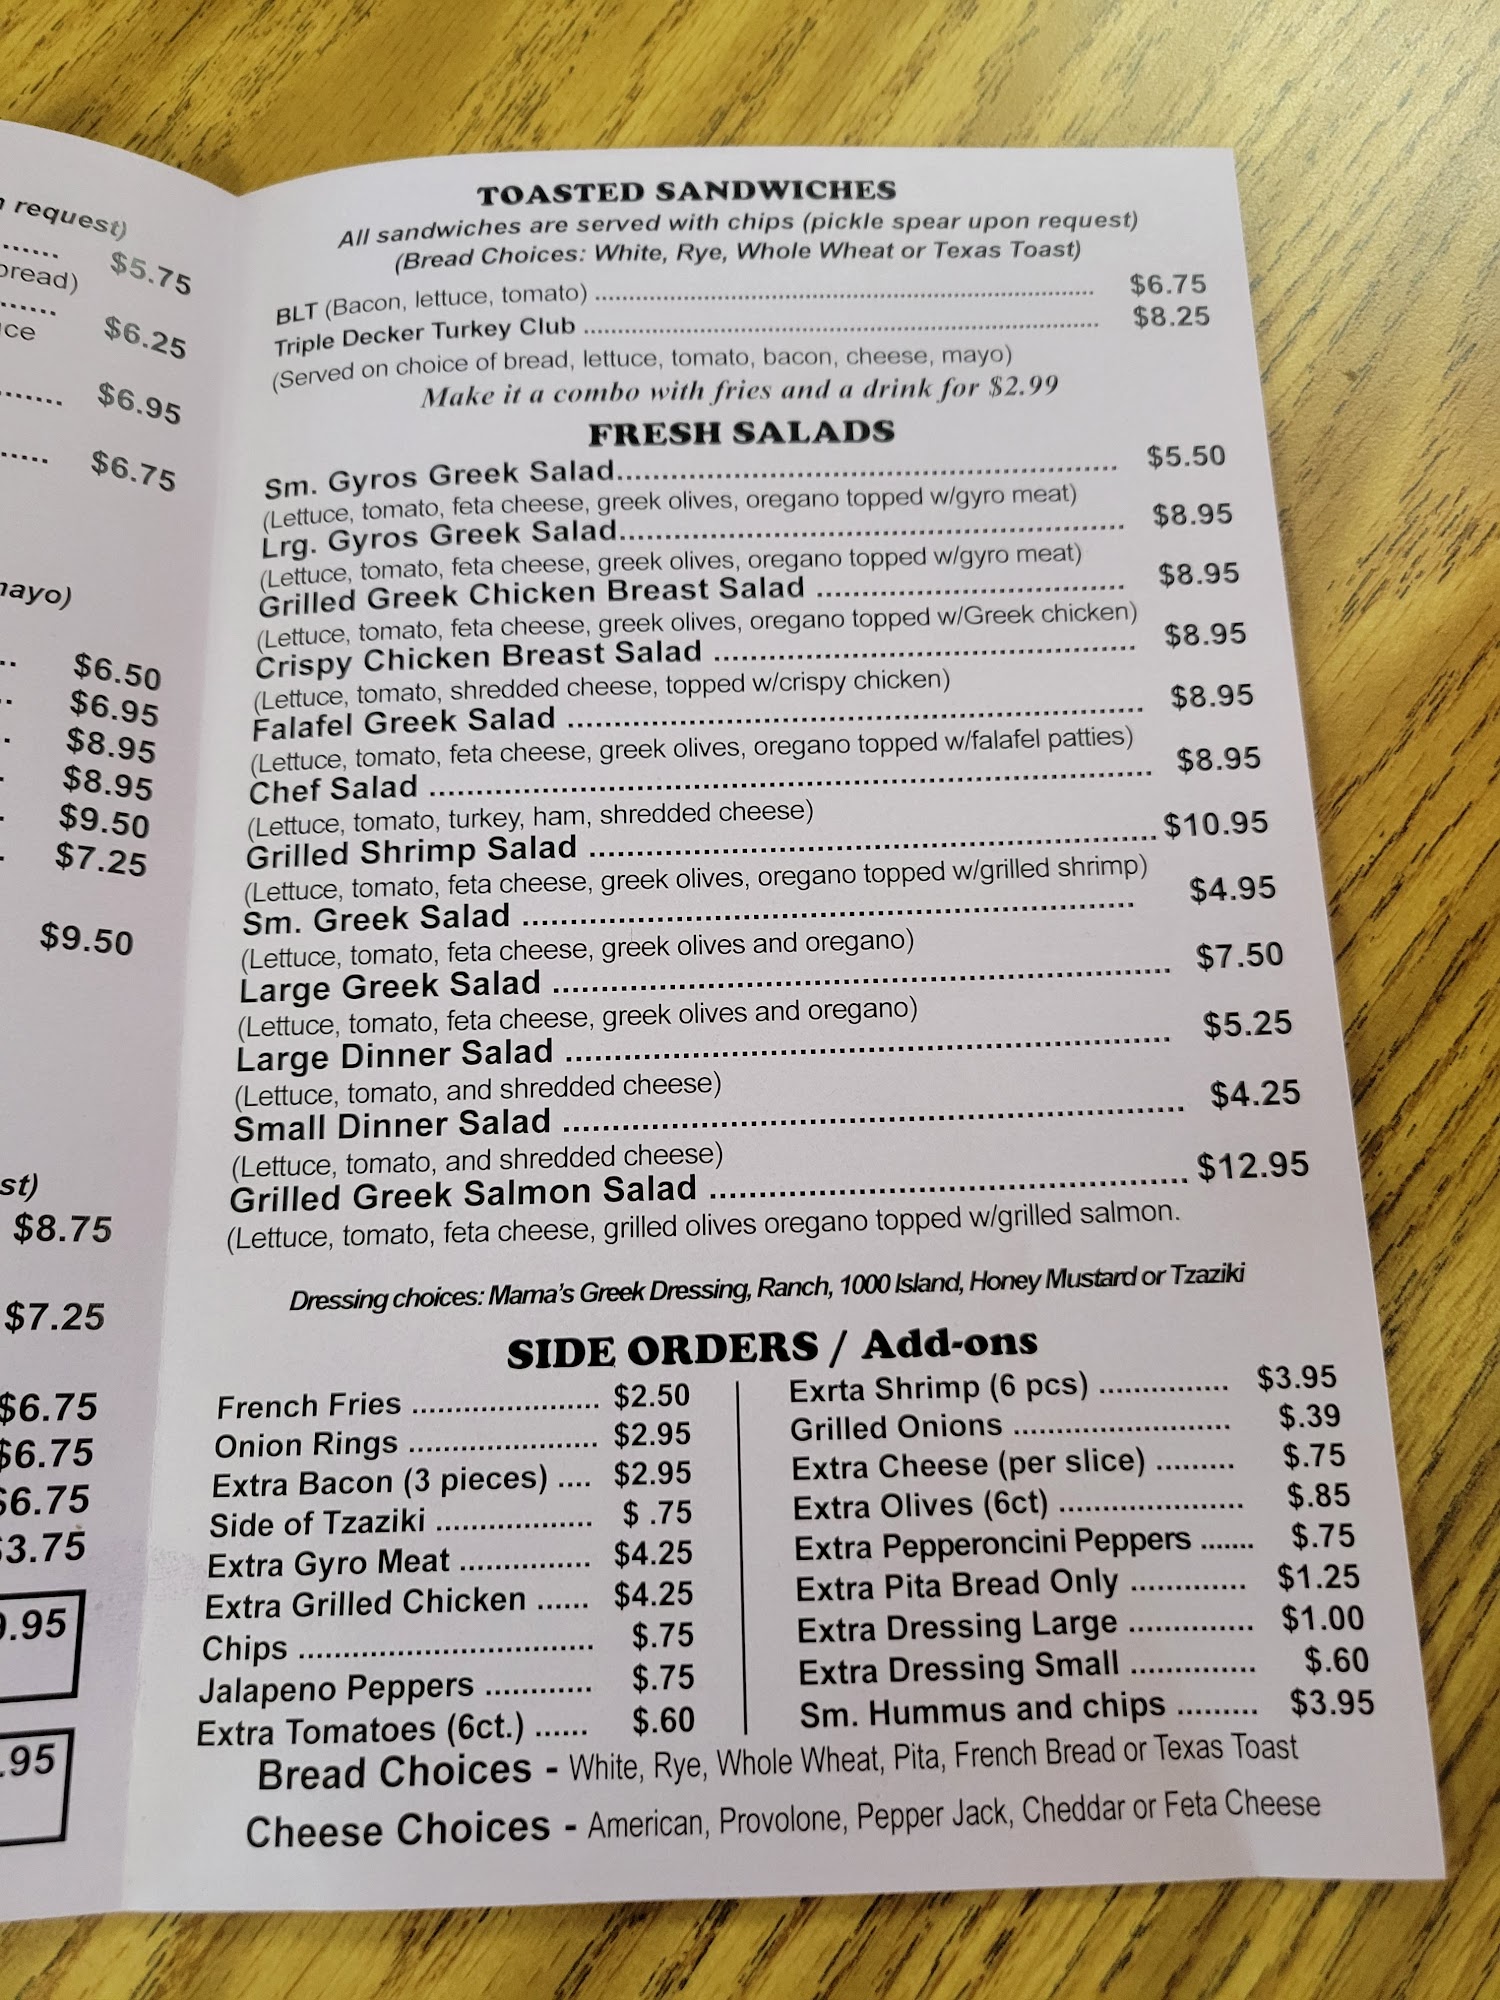 request)
...... $5.75
bread)
...... $6.25
...... $6.95
..... $6.75
mayo)
.. $6.50
.. $6.95
. $8.95
. $8.95
. $9.50
. $7.25
$9.50
$8.75
$7.25
$6.75
$6.75
$6.75
$3.75
.95
.95
TOASTED SANDWICHES
All sandwiches are served with chips (pickle spear upon request)
(Bread Choices: White, Rye, Whole Wheat or Texas Toast)
BLT (Bacon, lettuce, tomato) ........ $6.75
Triple Decker Turkey Club ........ $8.25
(Served on choice of bread, lettuce, tomato, bacon, cheese, mayo)
Make it a combo with fries and a drink for $2.99
FRESH SALADS
Sm. Gyros Greek Salad........ $5.50
(Lettuce, tomato, feta cheese, greek olives, oregano topped w/gyro meat)
Lrg. Gyros Greek Salad........ $8.95
(Lettuce, tomato, feta cheese, greek olives, oregano topped w/gyro meat)
Grilled Greek Chicken Breast Salad ........ $8.95
(Lettuce, tomato, feta cheese, greek olives, oregano topped w/Greek chicken)
Crispy Chicken Breast Salad ........ $8.95
(Lettuce, tomato, shredded cheese, topped w/crispy chicken)
Falafel Greek Salad ........ $8.95
(Lettuce, tomato, feta cheese, greek olives, oregano topped w/falafel patties)
Chef Salad ........ $8.95
(Lettuce, tomato, turkey, ham, shredded cheese)
Grilled Shrimp Salad ........ $10.95
(Lettuce, tomato, feta cheese, greek olives, oregano topped w/grilled shrimp)
Sm. Greek Salad ........ $4.95
(Lettuce, tomato, feta cheese, greek olives and oregano)
Large Greek Salad ........ $7.50
(Lettuce, tomato, feta cheese, greek olives and oregano)
Large Dinner Salad ........ $5.25
(Lettuce, tomato, and shredded cheese)
Small Dinner Salad ........ $4.25
(Lettuce, tomato, and shredded cheese)
Grilled Greek Salmon Salad ........ $12.95
(Lettuce, tomato, feta cheese, grilled olives oregano topped w/grilled salmon.
Dressing choices: Mama's Greek Dressing, Ranch, 1000 Island, Honey Mustard or Tzaziki
SIDE ORDERS / Add-ons
French Fries ........ $2.50
Onion Rings ........ $2.95
Extra Bacon (3 pieces) .... $2.95
Side of Tzaziki ........ $ .75
Extra Gyro Meat ........ $4.25
Extra Grilled Chicken ...... $4.25
Chips ........ $.75
Jalapeno Peppers ........ $.75
Extra Tomatoes (6ct.) ...... $.60
Exrta Shrimp (6 pcs) ........ $3.95
Grilled Onions ........ $.39
Extra Cheese (per slice) ........ $.75
Extra Olives (6ct) ........ $.85
Extra Pepperoncini Peppers ....... $.75
Extra Pita Bread Only ........ $1.25
Extra Dressing Large ........ $1.00
Extra Dressing Small ........ $.60
Sm. Hummus and chips ........ $3.95
Bread Choices - White, Rye, Whole Wheat, Pita, French Bread or Texas Toast
Cheese Choices - American, Provolone, Pepper Jack, Cheddar or Feta Cheese